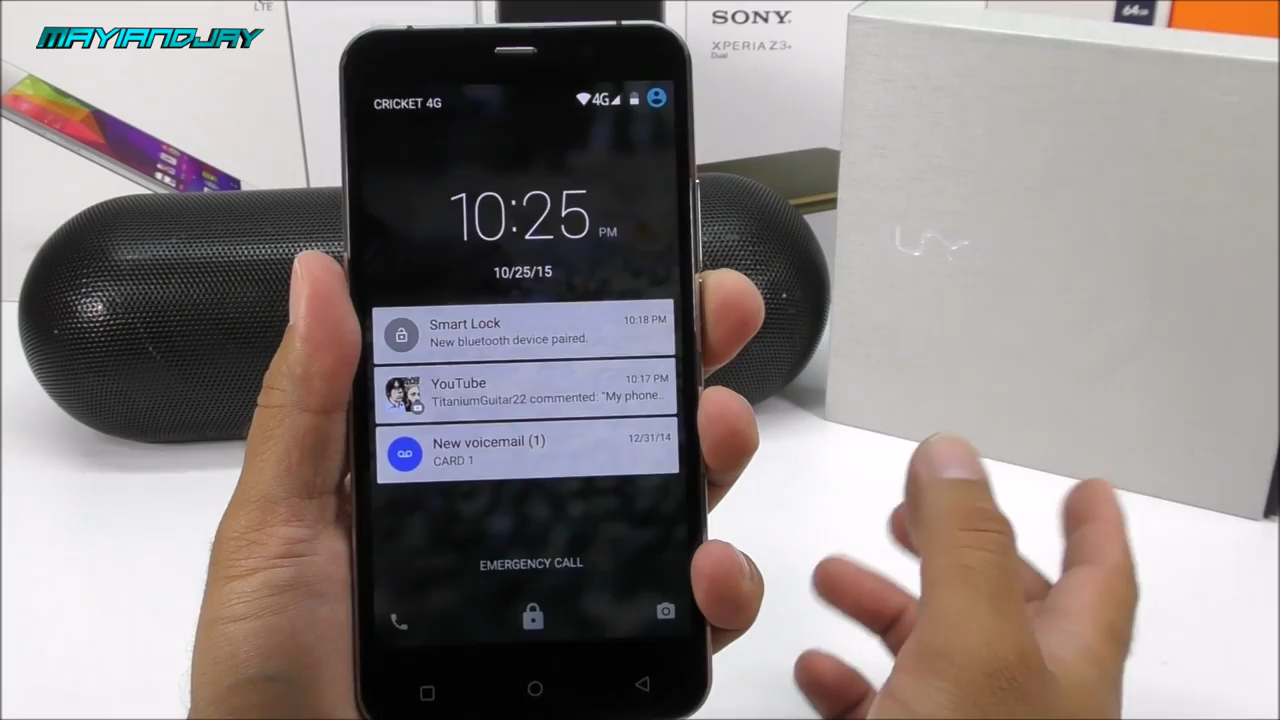 MAYIANDJAY
LTE
SONY
XPERIA Z3+
Dual
64GB
CRICKET 4G
4G
10:25 PM
10/25/15
Smart Lock 10:18 PM
New bluetooth device paired.
YouTube 10:17 PM
TitaniumGuitar22 commented: "My phone..
New voicemail (1) 12/31/14
CARD 1
EMERGENCY CALL
UMi